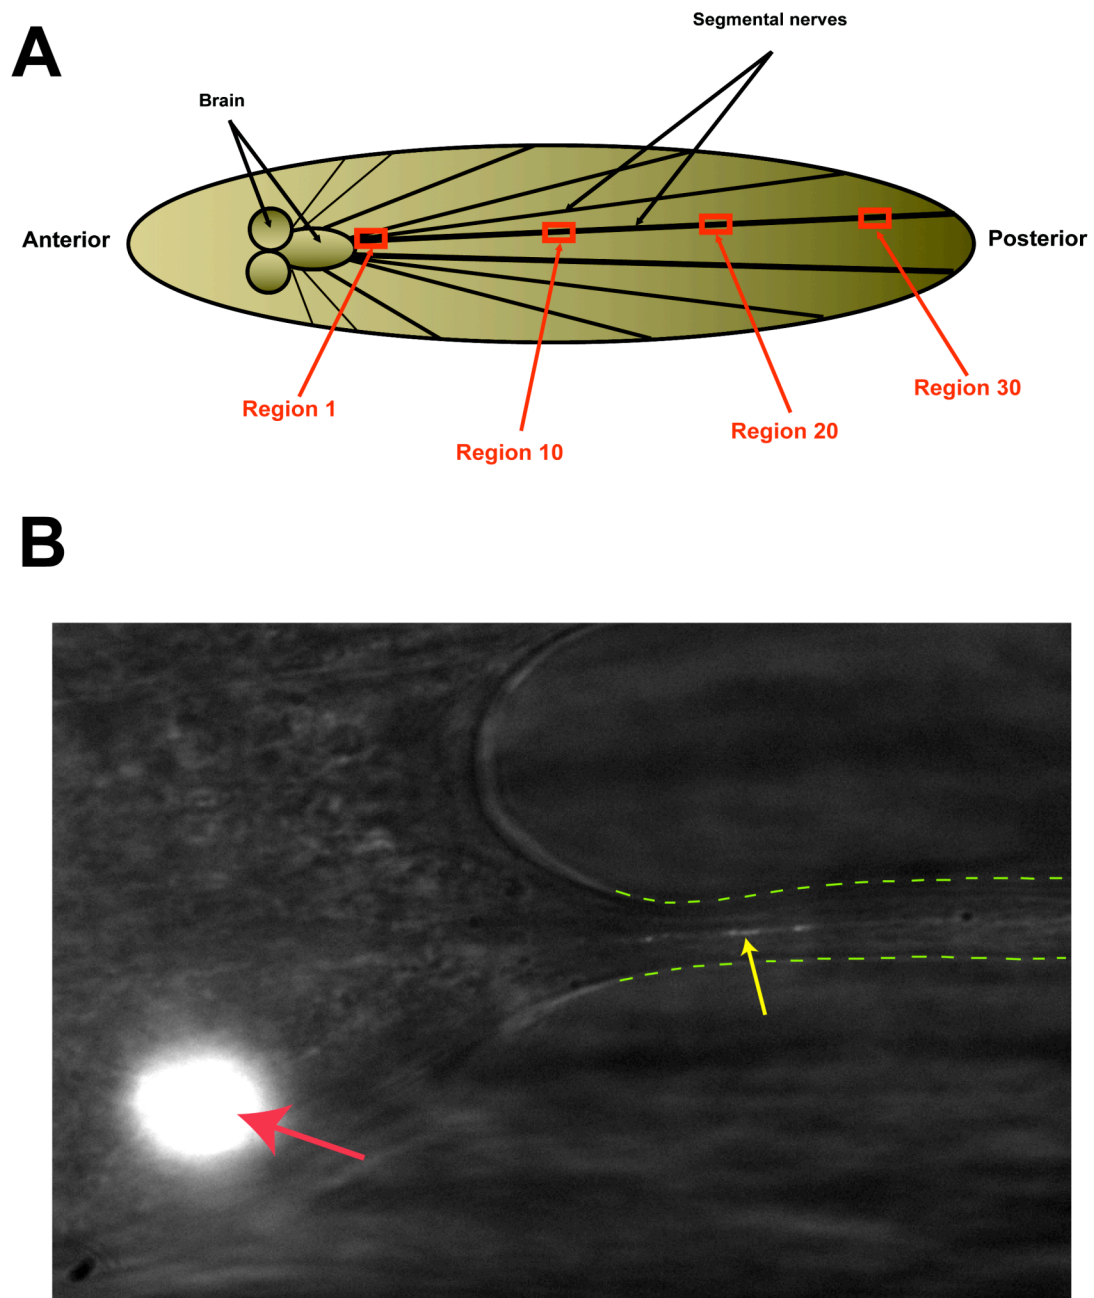 A
Segmental nerves
Brain
Anterior
Posterior
Region 1
Region 10
Region 20
Region 30
B